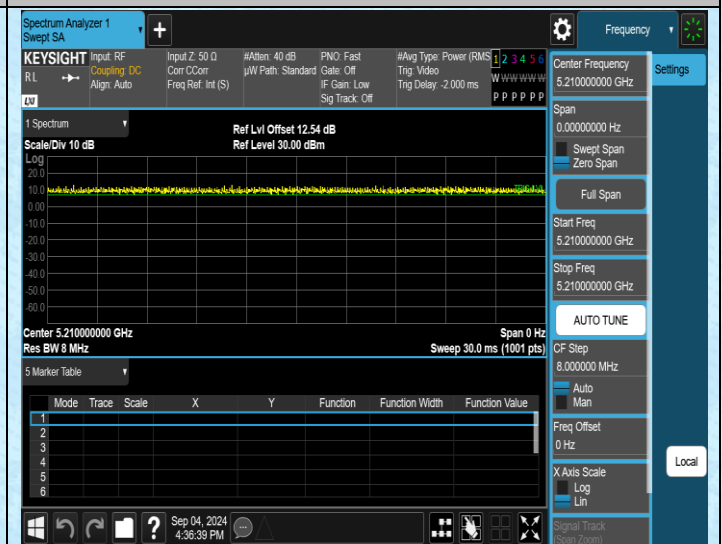 Spectrum Analyzer 1
Swept SA
+
Frequency
KEYSIGHT
RL
LXI
Input: RF
Coupling: DC
Align: Auto
Input Z: 50 Ω
Corr CCorr
Freq Ref: Int (S)
#Atten: 40 dB
µW Path: Standard
PNO: Fast
Gate: Off
IF Gain: Low
Sig Track: Off
#Avg Type: Power (RMS
Trig: Video
Trig Delay: -2.000 ms
1 2 3 4 5 6
W W W W W W
P P P P P P
1 Spectrum
Scale/Div 10 dB
Ref Lvl Offset 12.54 dB
Ref Level 30.00 dBm
Log
20.0
10.0
0.00
-10.0
-20.0
-30.0
-40.0
-50.0
-60.0
Center 5.210000000 GHz
Res BW 8 MHz
Span 0 Hz
Sweep 30.0 ms (1001 pts)
5 Marker Table
Mode Trace Scale X Y Function Function Width Function Value
1
2
3
4
5
6
Sep 04, 2024
4:36:39 PM
Center Frequency
5.210000000 GHz
Settings
Span
0.00000000 Hz
Swept Span
Zero Span
Full Span
Start Freq
5.210000000 GHz
Stop Freq
5.210000000 GHz
AUTO TUNE
CF Step
8.000000 MHz
Auto
Man
Freq Offset
0 Hz
X Axis Scale
Log
Lin
Local
Signal Track
(Span Zoom)